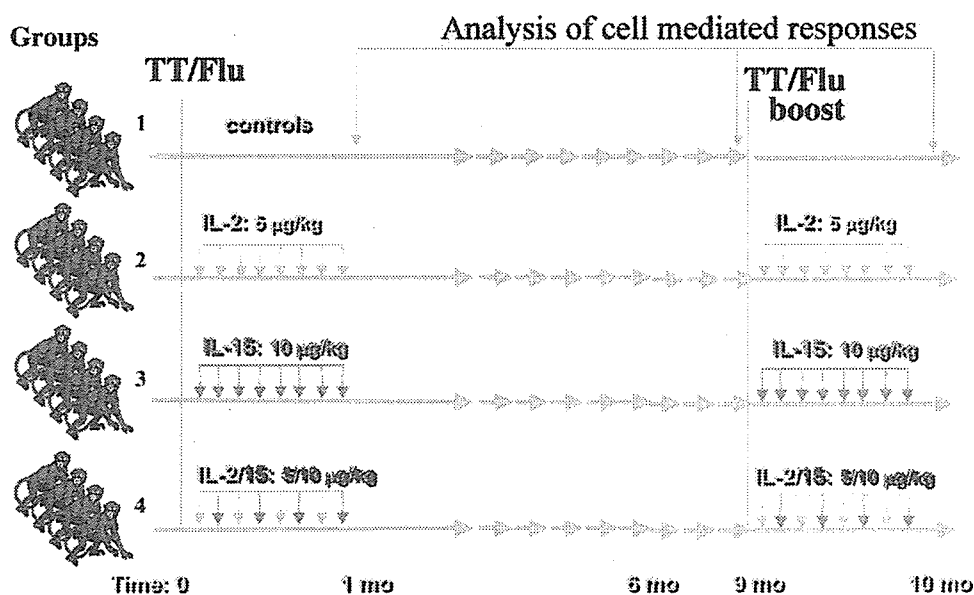 Analysis of cell mediated responses
Groups
TT/Flu
TT/Flu
boost
1
controls
IL-2: 5 µg/kg
IL-2: 5 µg/kg
2
IL-15: 10 µg/kg
IL-15: 10 µg/kg
3
IL-2/15: 5/10 µg/kg
IL-2/15: 5/10 µg/kg
4
Time: 0
1 mo
6 mo
9 mo
10 mo